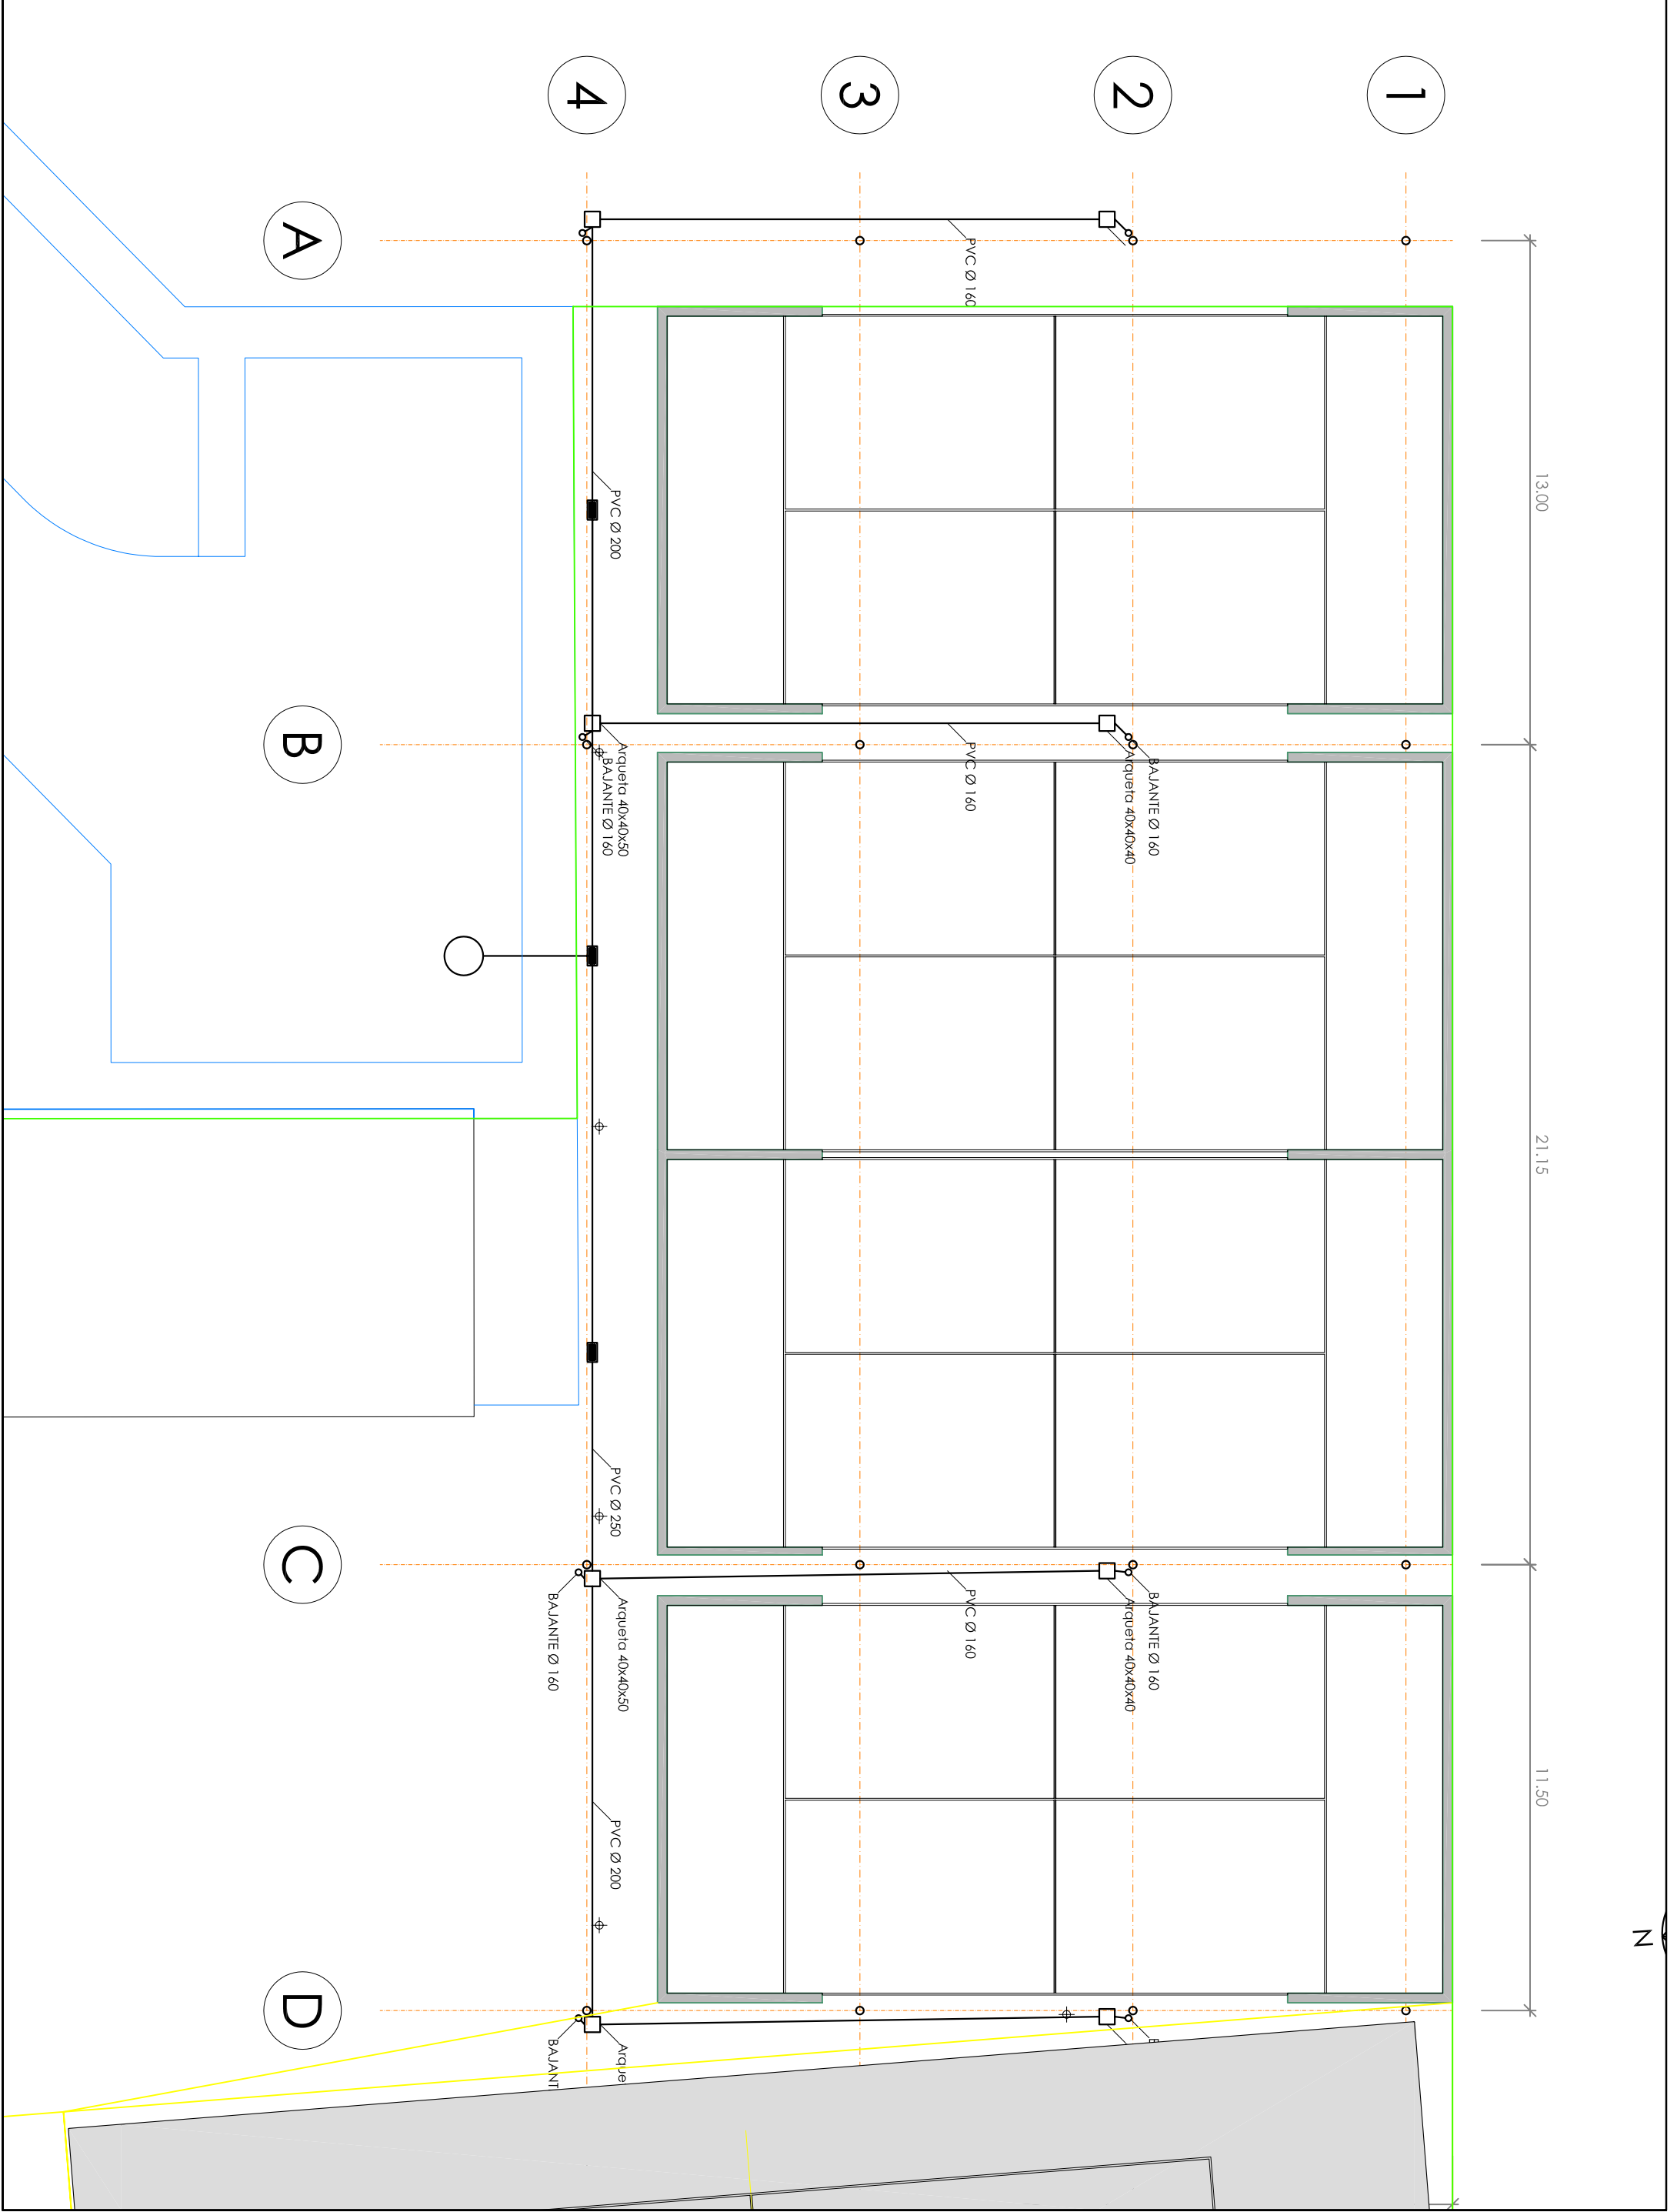 1
2
3
4
A
B
C
D
13.00
21.15
11.50
N
PVC Ø 160
PVC Ø 200
BAJANTE Ø 160
Arqueta 40x40x40
PVC Ø 160
Arqueta 40x40x50
BAJANTE Ø 160
PVC Ø 250
BAJANTE Ø 160
Arqueta 40x40x40
PVC Ø 160
Arqueta 40x40x50
BAJANTE Ø 160
PVC Ø 200
Arque
BAJANT